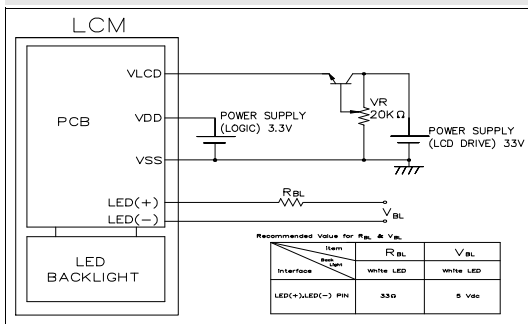 LCM
VLCD
PCB
VDD
VSS
VR
20KΩ
POWER SUPPLY
(LOGIC) 3.3V
POWER SUPPLY
(LCD DRIVE) 33V
LED(+)
LED(-)
RBL
VBL
LED
BACKLIGHT
Recommended Value for RBL & VBL
Item
Back
Light
Interface
RBL
VBL
White LED
White LED
LED(+),LED(-) PIN
33Ω
5 Vdc